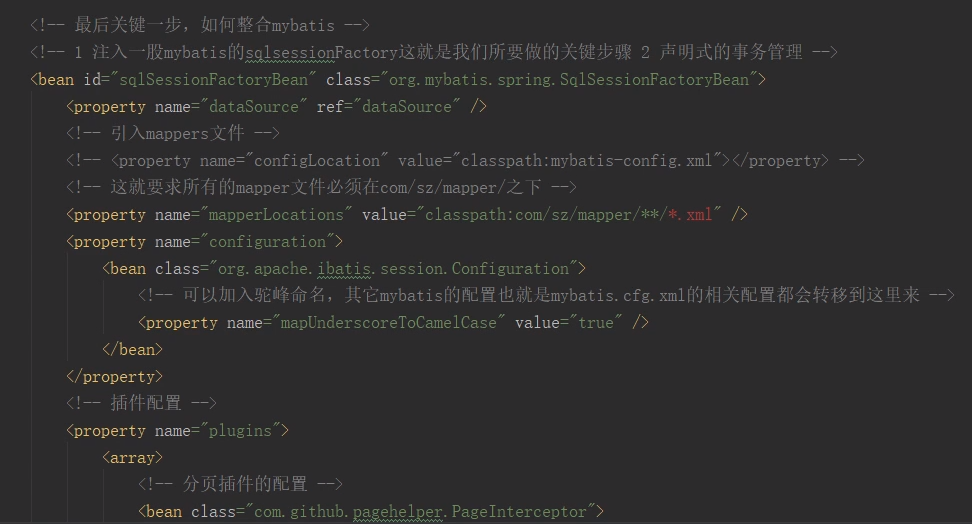 <!-- 最后关键一步，如何整合mybatis -->
<!-- 1 注入一股mybatis的sqlsessionFactory这就是我们所要做的关键步骤 2 声明式的事务管理 -->
<bean id="sqlSessionFactoryBean" class="org.mybatis.spring.SqlSessionFactoryBean">
<property name="dataSource" ref="dataSource" />
<!-- 引入mappers文件 -->
<!-- <property name="configLocation" value="classpath:mybatis-config.xml"></property> -->
<!-- 这就要求所有的mapper文件必须在com/sz/mapper/之下 -->
<property name="mapperLocations" value="classpath:com/sz/mapper/**/*.xml" />
<property name="configuration">
<bean class="org.apache.ibatis.session.Configuration">
<!-- 可以加入驼峰命名，其它mybatis的配置也就是mybatis.cfg.xml的相关配置都会转移到这里来 -->
<property name="mapUnderscoreToCamelCase" value="true" />
</bean>
</property>
<!-- 插件配置 -->
<property name="plugins">
<array>
<!-- 分页插件的配置 -->
<bean class="com.github.pagehelper.PageInterceptor">